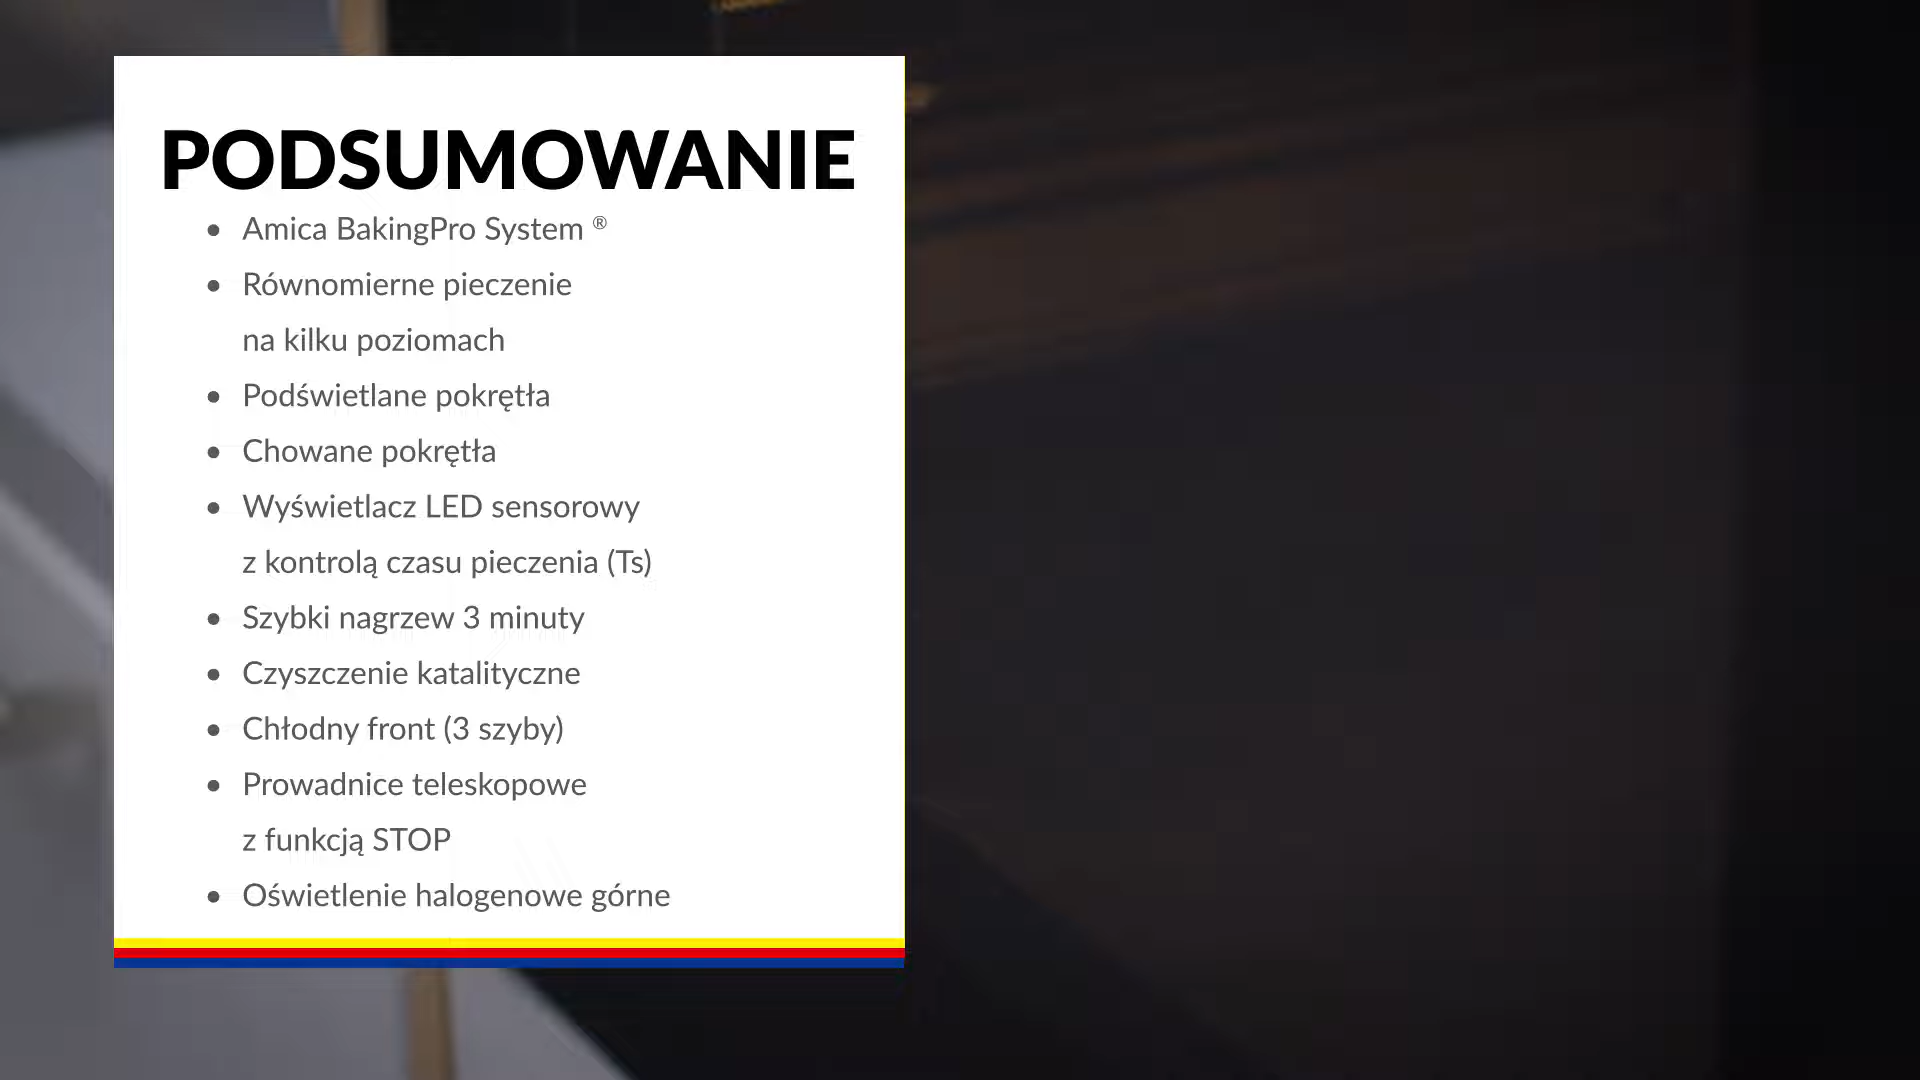 PODSUMOWANIE
• Amica BakingPro System ®
• Równomierne pieczenie
na kilku poziomach
• Podświetlane pokrętła
• Chowane pokrętła
• Wyświetlacz LED sensorowy
z kontrolą czasu pieczenia (Ts)
• Szybki nagrzew 3 minuty
• Czyszczenie katalityczne
• Chłodny front (3 szyby)
• Prowadnice teleskopowe
z funkcją STOP
• Oświetlenie halogenowe górne